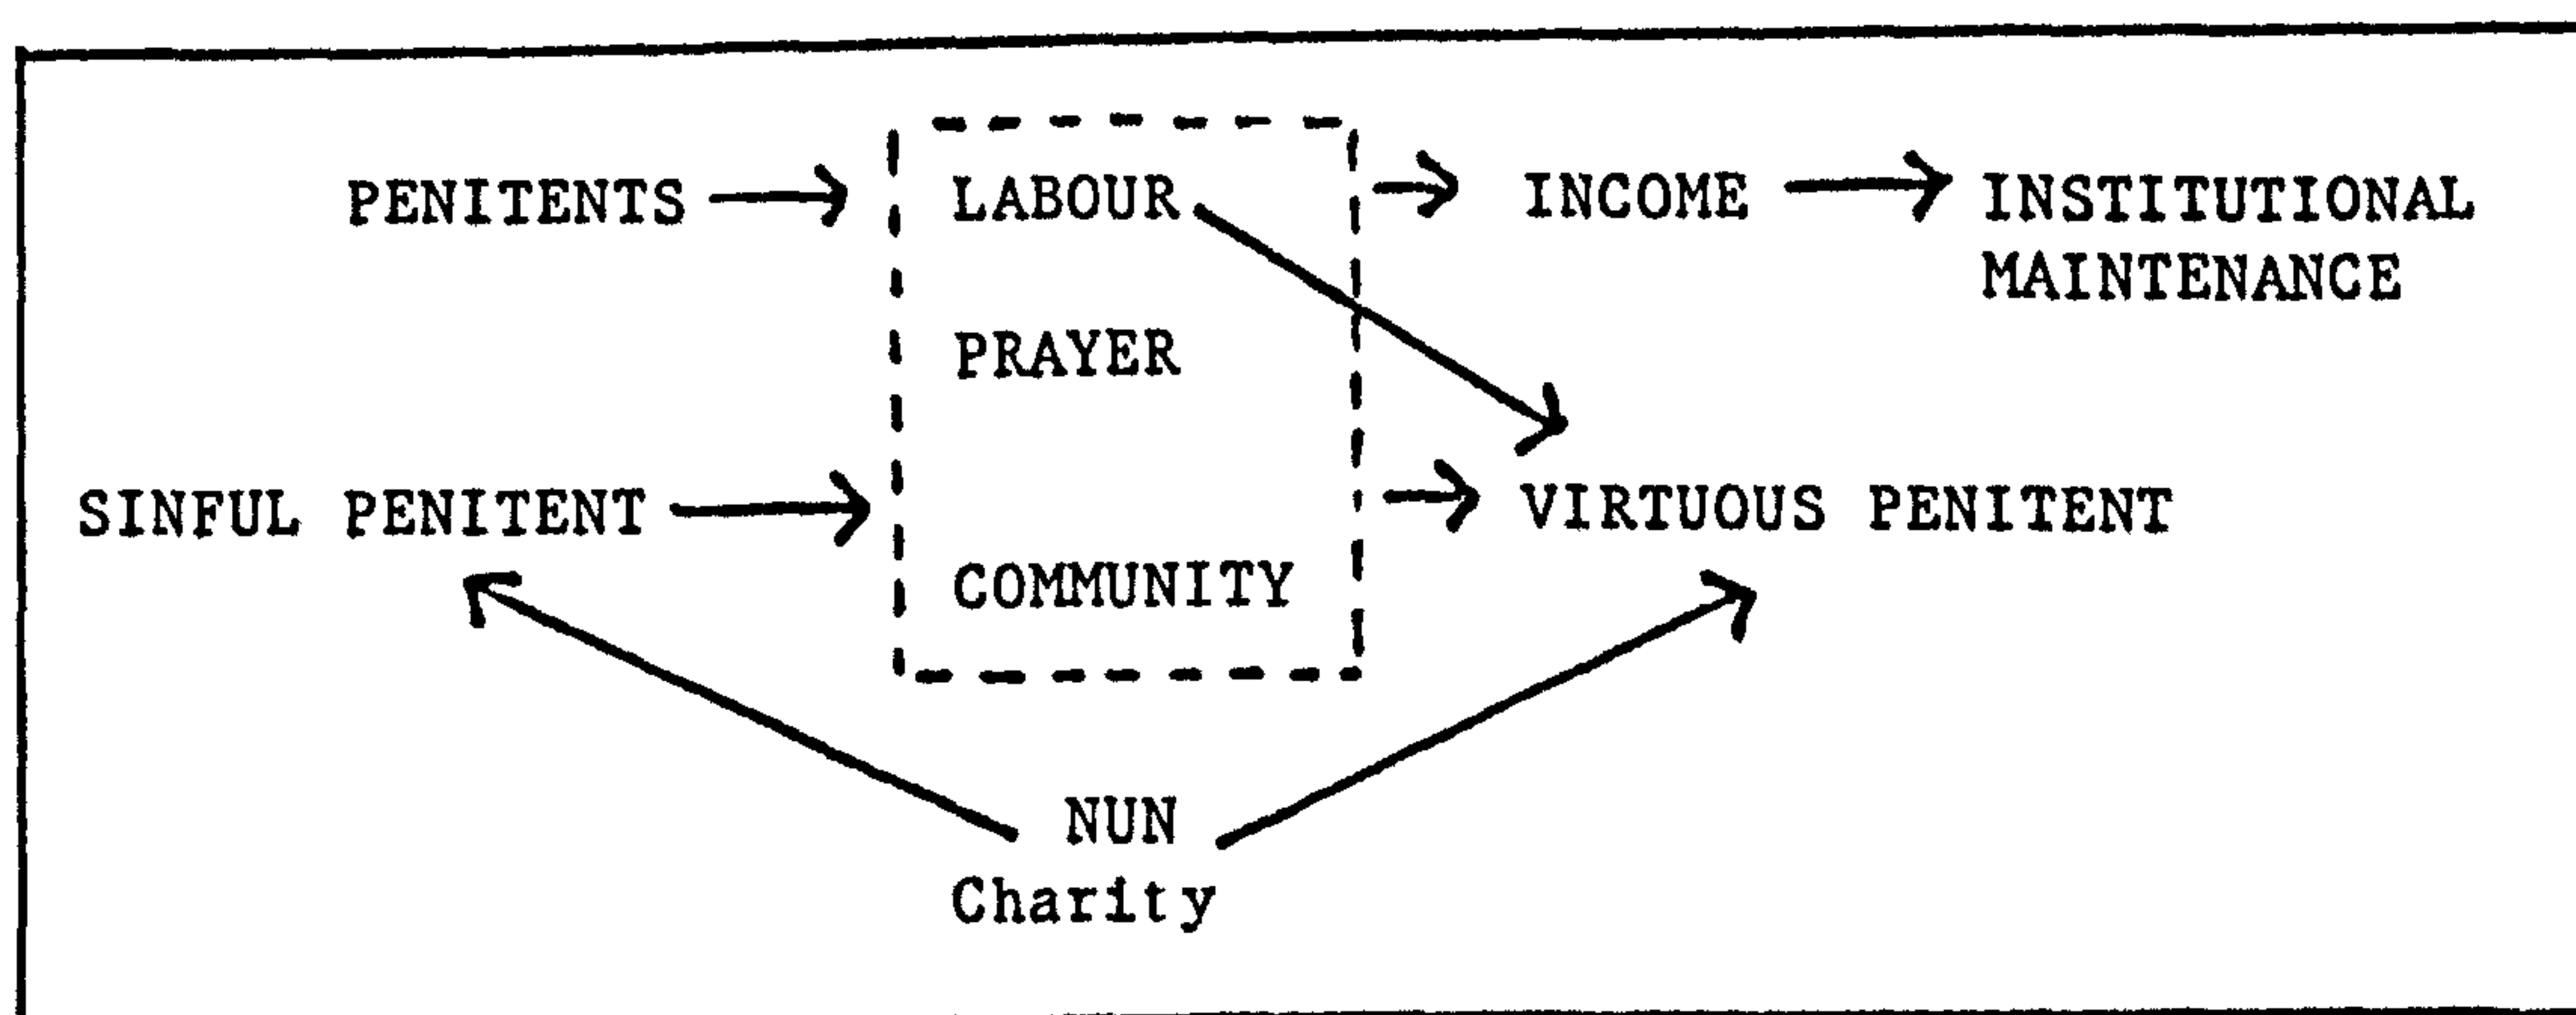 PENITENTS LABOUR INCOME INSTITUTIONAL
MAINTENANCE
PRAYER
SINFUL PENITENT VIRTUOUS PENITENT
COMMUNITY
NUN
Charity